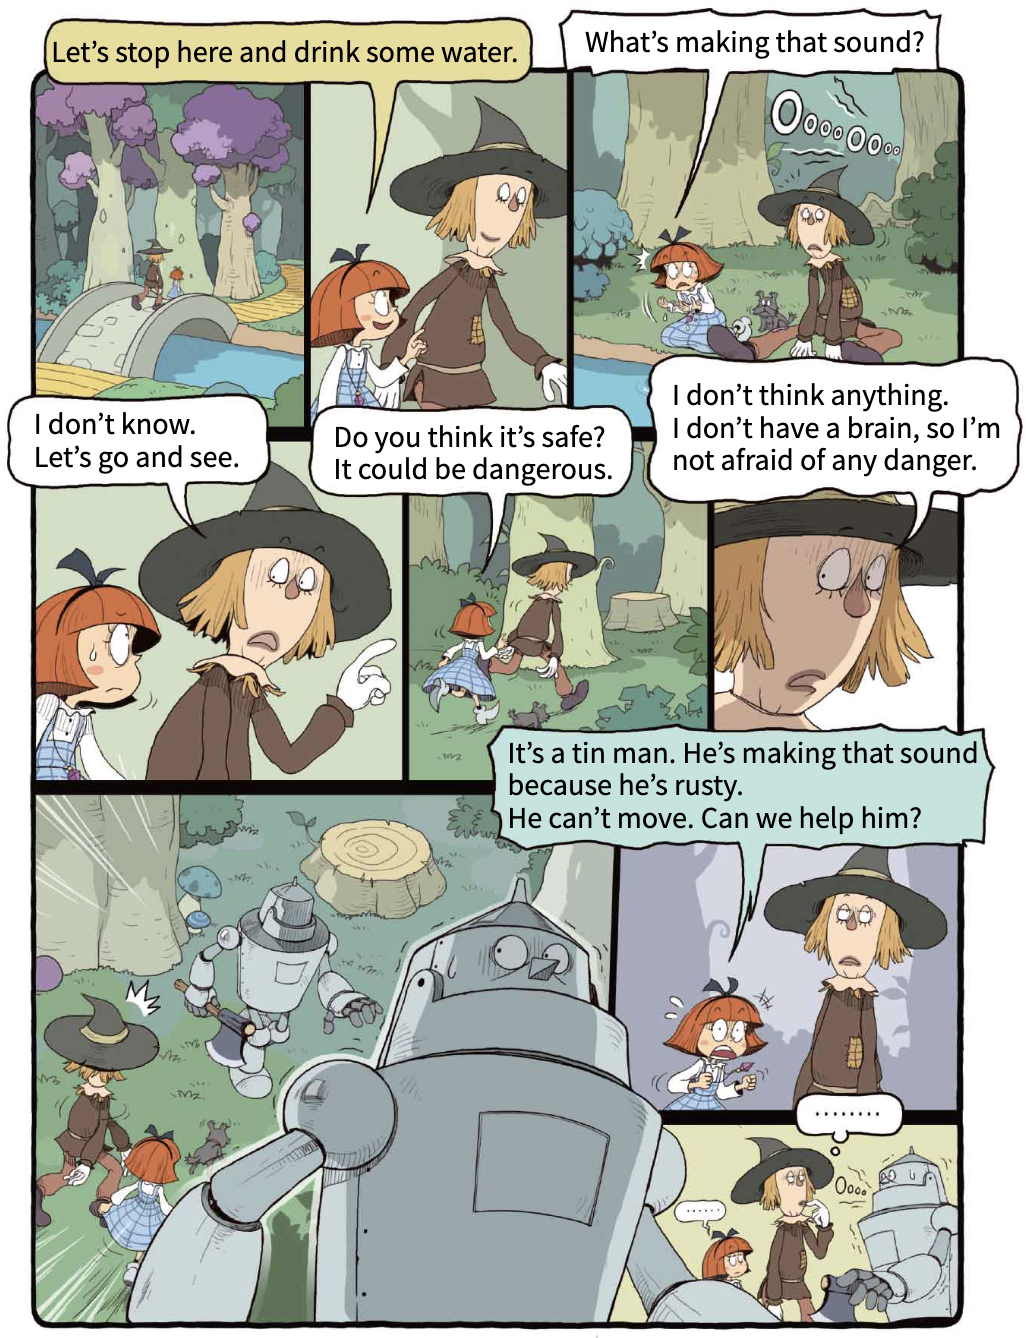 Let's stop here and drink some water.
What's making that sound?
OooooOooo
I don't know.
Let's go and see.
Do you think it's safe?
It could be dangerous.
I don't think anything.
I don't have a brain, so I'm
not afraid of any danger.
It's a tin man. He's making that sound
because he's rusty.
He can't move. Can we help him?
........
......
Oooo